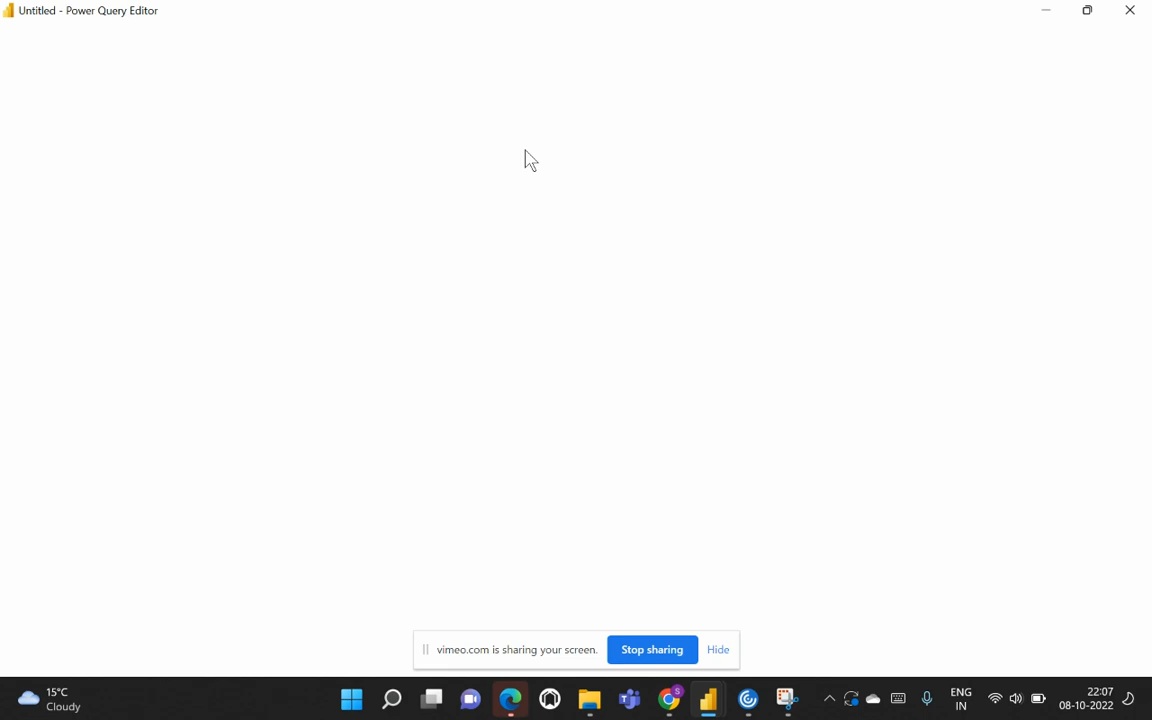 Untitled - Power Query Editor
vimeo.com is sharing your screen.
Stop sharing
Hide
15°C
Cloudy
S
ENG
IN
22:07
08-10-2022